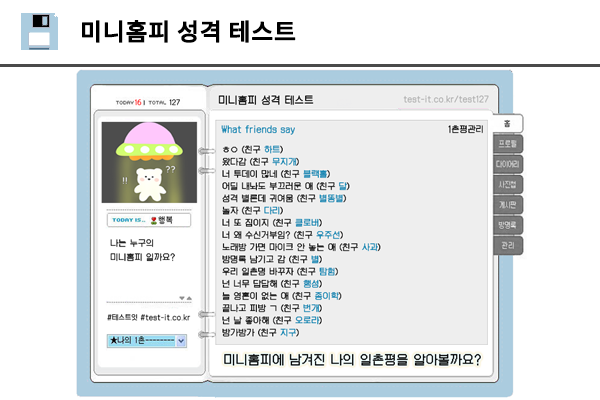 미니홈피 성격 테스트
TODAY 16 | TOTAL 127
미니홈피 성격 테스트
test-it.co.kr/test127
!!
??
TODAY IS.. 행복
나는 누구의
미니홈피 일까요?
#테스트잇 #test-it.co.kr
★나의 1촌--------
What friends say
1촌평관리
ㅎㅇ (친구 하트)
왔다감 (친구 무지개)
너 투데이 많네 (친구 블랙홀)
어딜 내놔도 부끄러운 애 (친구 달)
성격 별론데 귀여움 (친구 별똥별)
놀자 (친구 다리)
너 또 집이지 (친구 클로버)
너 왜 수신거부임? (친구 우주선)
노래방 가면 마이크 안 놓는 애 (친구 사과)
방명록 남기고 감 (친구 별)
우리 일촌명 바꾸자 (친구 탐험)
넌 너무 답답해 (친구 행성)
늘 영혼이 없는 애 (친구 종이학)
끝나고 피방 ㄱ (친구 번개)
넌 날 좋아해 (친구 오로라)
방가방가 (친구 지구)
미니홈피에 남겨진 나의 일촌평을 알아볼까요?
홈
프로필
다이어리
사진첩
게시판
방명록
관리